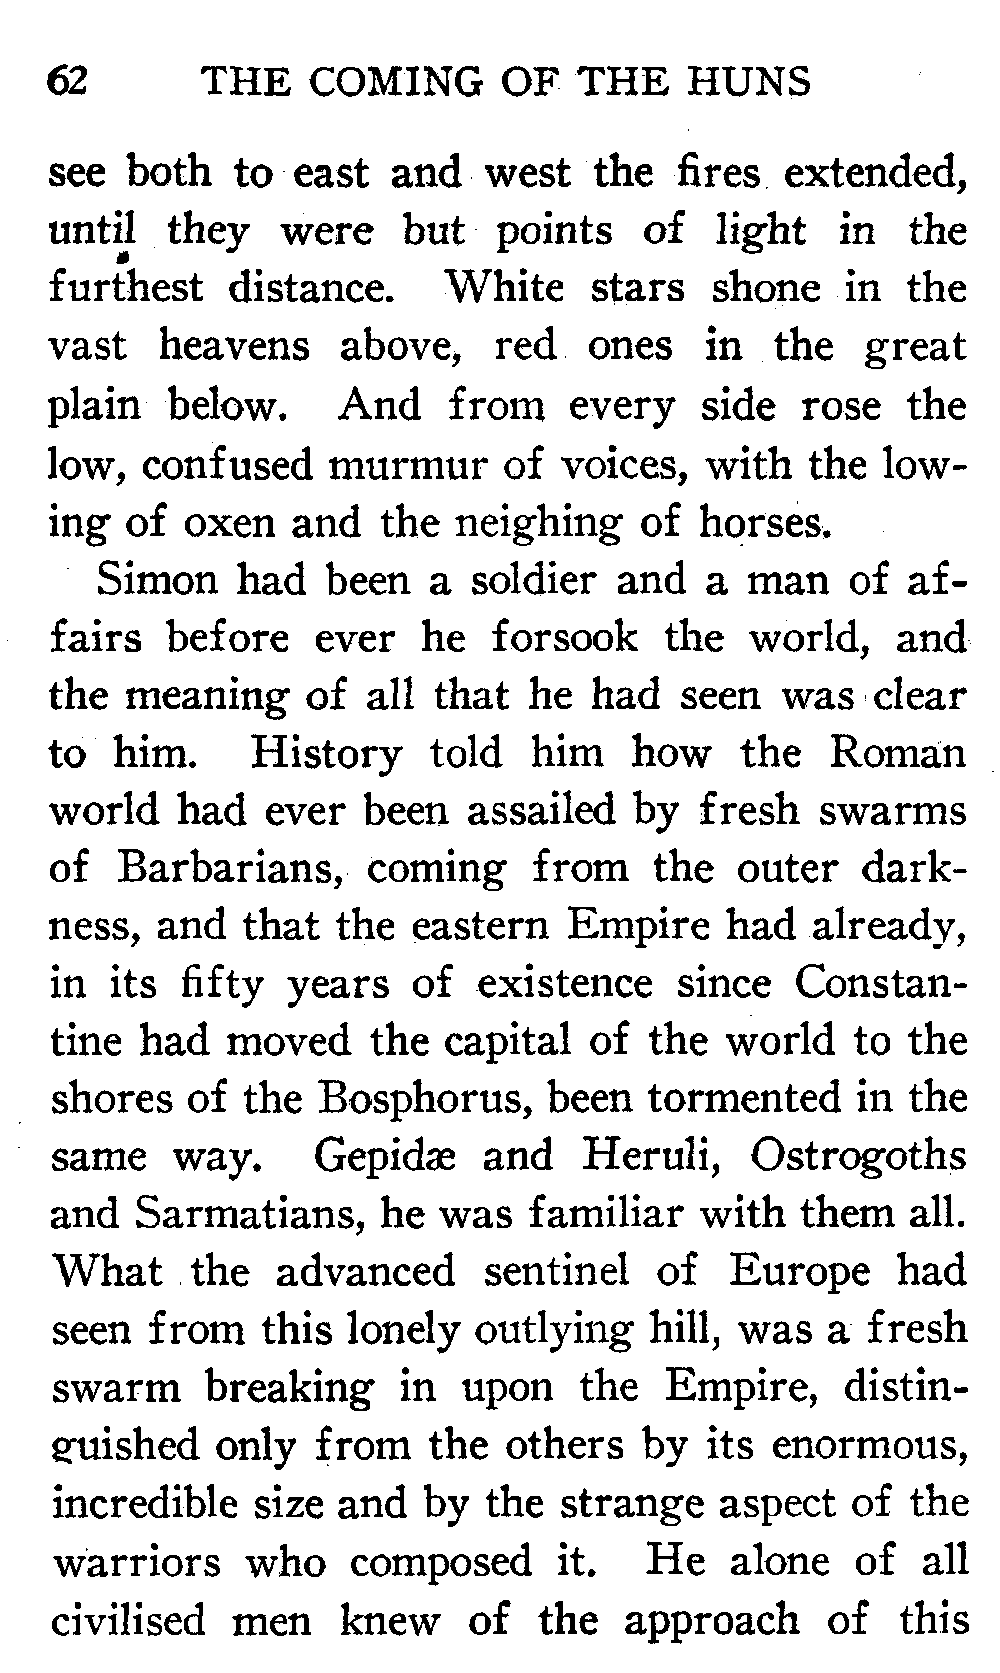 62 THE COMING OF THE HUNS
see both to east and west the fires extended,
until they were but points of light in the
furthest distance. White stars shone in the
vast heavens above, red ones in the great
plain below. And from every side rose the
low, confused murmur of voices, with the low-
ing of oxen and the neighing of horses.
Simon had been a soldier and a man of af-
fairs before ever he forsook the world, and
the meaning of all that he had seen was clear
to him. History told him how the Roman
world had ever been assailed by fresh swarms
of Barbarians, coming from the outer dark-
ness, and that the eastern Empire had already,
in its fifty years of existence since Constan-
tine had moved the capital of the world to the
shores of the Bosphorus, been tormented in the
same way. Gepidæ and Heruli, Ostrogoths
and Sarmatians, he was familiar with them all.
What the advanced sentinel of Europe had
seen from this lonely outlying hill, was a fresh
swarm breaking in upon the Empire, distin-
guished only from the others by its enormous,
incredible size and by the strange aspect of the
warriors who composed it. He alone of all
civilised men knew of the approach of this